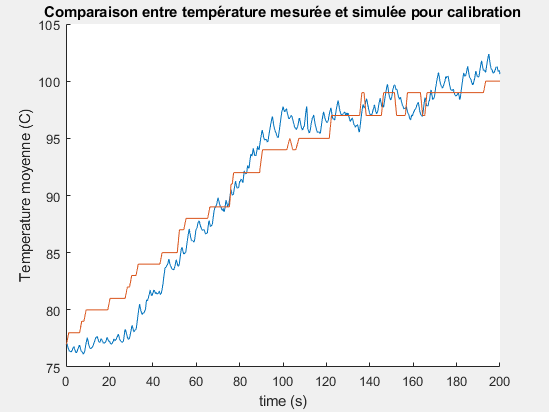 Comparaison entre température mesurée et simulée pour calibration
105
100
95
90
85
80
75
Temperature moyenne (C)
0 20 40 60 80 100 120 140 160 180 200
time (s)